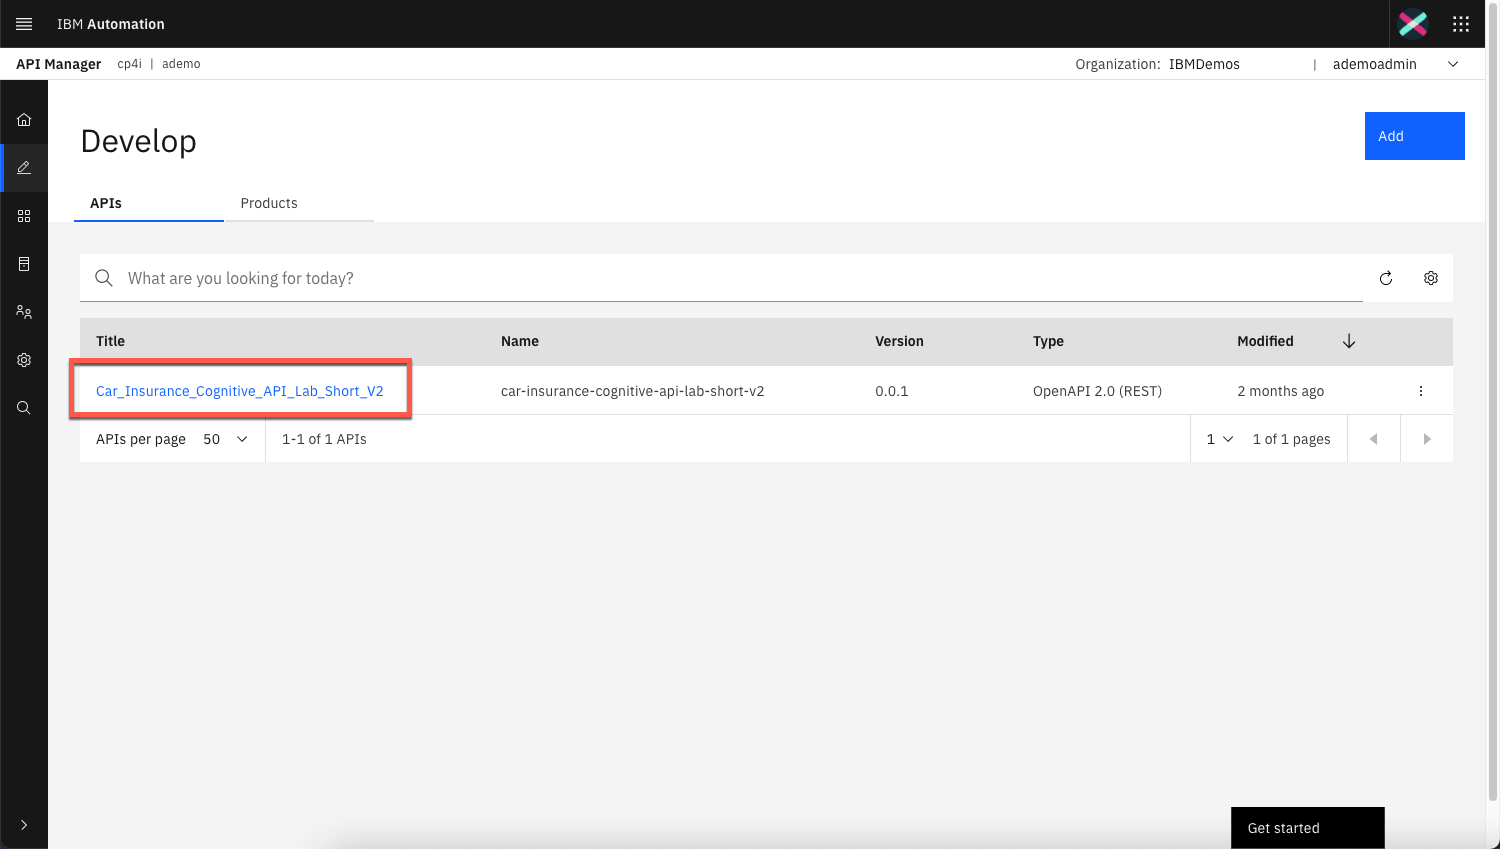 IBM Automation
API Manager cp4i | ademo Organization: IBMDemos | ademoadmin
Develop
Add
APIs Products
What are you looking for today?
Title Name Version Type Modified
Car_Insurance_Cognitive_API_Lab_Short_V2 car-insurance-cognitive-api-lab-short-v2 0.0.1 OpenAPI 2.0 (REST) 2 months ago
APIs per page 50 1-1 of 1 APIs 1 1 of 1 pages
Get started